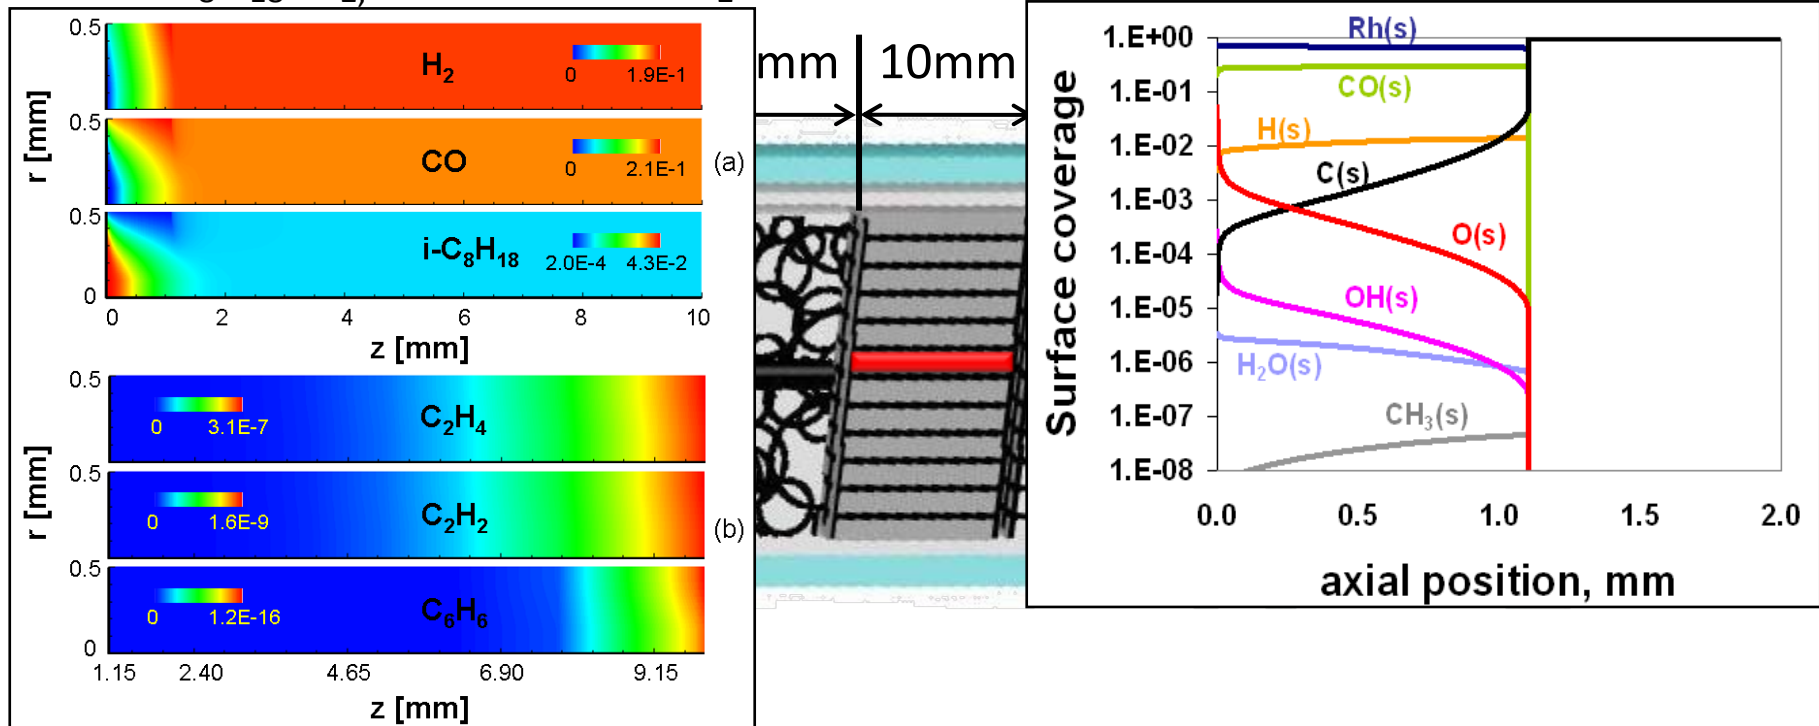 0.5
H2
0 1.9E-1
0.5
CO
0 2.1E-1
(a)
0.5
i-C8H18
2.0E-4 4.3E-2
0
0 2 4 6 8 10
z [mm]
r [mm]
0.5
C2H4
0 3.1E-7
0.5
C2H2
0 1.6E-9
(b)
0.5
C6H6
0 1.2E-16
0
1.15 2.40 4.65 6.90 9.15
z [mm]
r [mm]
mm 10mm
Surface coverage
1.E+00
1.E-01
1.E-02
1.E-03
1.E-04
1.E-05
1.E-06
1.E-07
1.E-08
Rh(s)
CO(s)
H(s)
C(s)
O(s)
OH(s)
H2O(s)
CH3(s)
0.0 0.5 1.0 1.5 2.0
axial position, mm